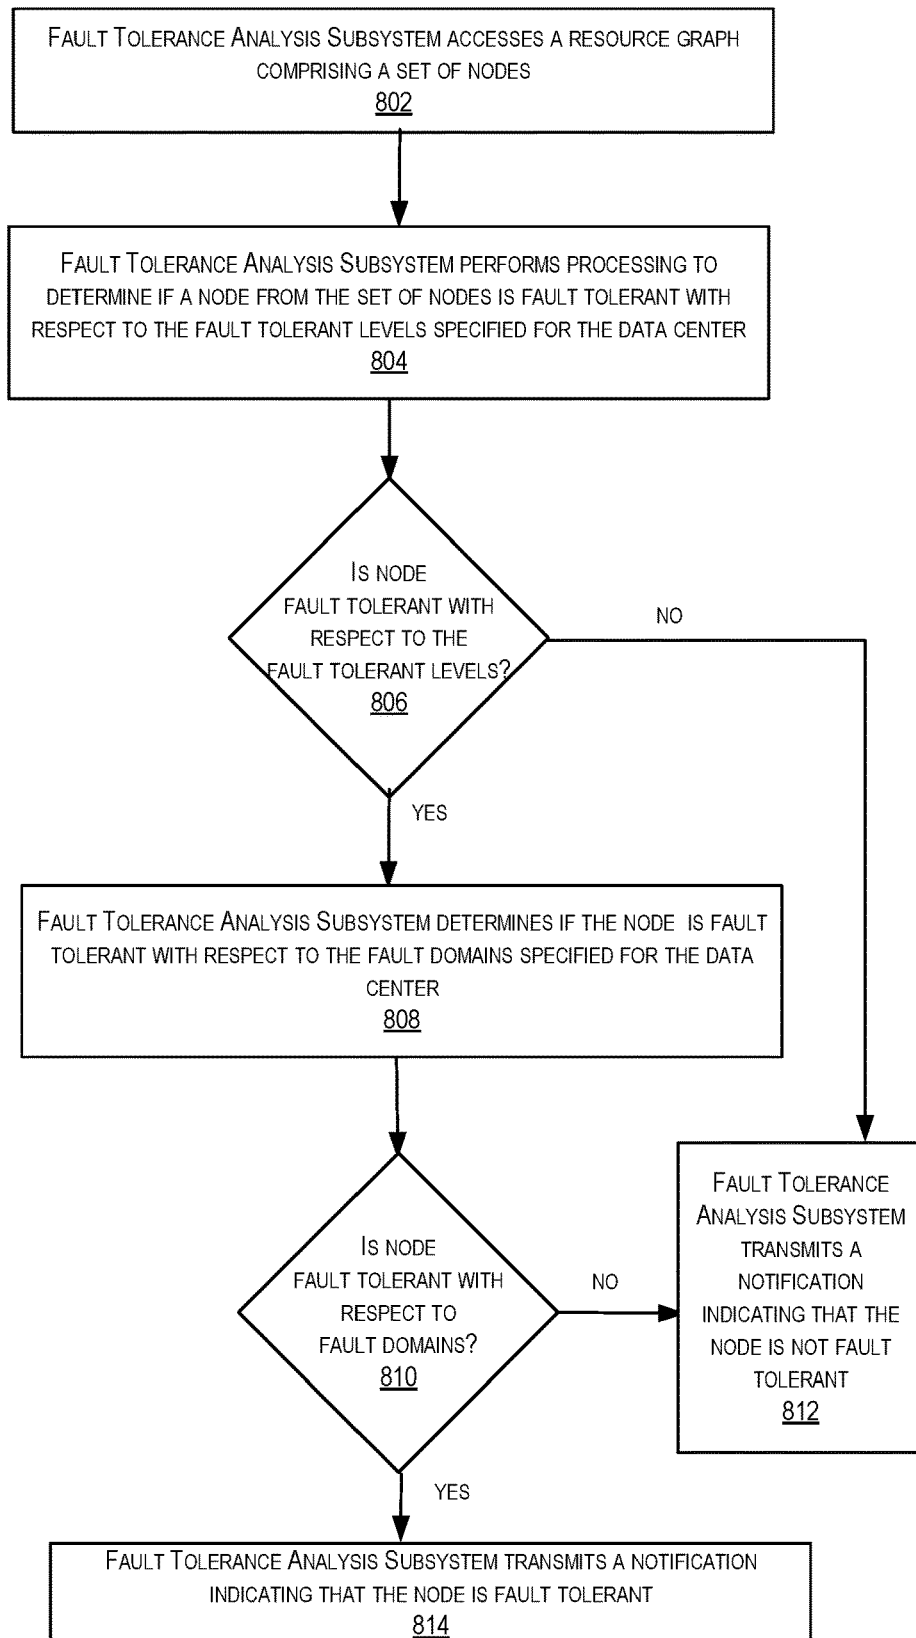 FAULT TOLERANCE ANALYSIS SUBSYSTEM ACCESSES A RESOURCE GRAPH
COMPRISING A SET OF NODES
802
FAULT TOLERANCE ANALYSIS SUBSYSTEM PERFORMS PROCESSING TO
DETERMINE IF A NODE FROM THE SET OF NODES IS FAULT TOLERANT WITH
RESPECT TO THE FAULT TOLERANT LEVELS SPECIFIED FOR THE DATA CENTER
804
IS NODE
FAULT TOLERANT WITH
RESPECT TO THE
FAULT TOLERANT LEVELS?
806
NO
YES
FAULT TOLERANCE ANALYSIS SUBSYSTEM DETERMINES IF THE NODE IS FAULT
TOLERANT WITH RESPECT TO THE FAULT DOMAINS SPECIFIED FOR THE DATA
CENTER
808
IS NODE
FAULT TOLERANT WITH
RESPECT TO
FAULT DOMAINS?
810
NO
FAULT TOLERANCE
ANALYSIS SUBSYSTEM
TRANSMITS A
NOTIFICATION
INDICATING THAT THE
NODE IS NOT FAULT
TOLERANT
812
YES
FAULT TOLERANCE ANALYSIS SUBSYSTEM TRANSMITS A NOTIFICATION
INDICATING THAT THE NODE IS FAULT TOLERANT
814